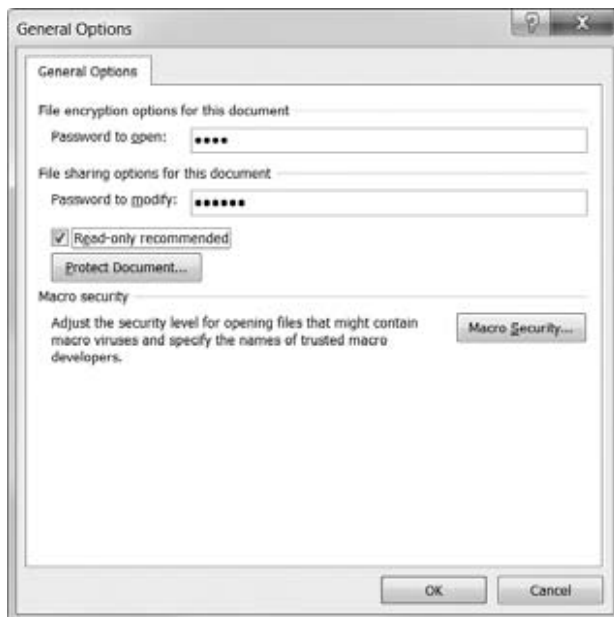 General Options
General Options
File encryption options for this document
Password to open: ••••
File sharing options for this document
Password to modify: ••••••
Read-only recommended
Protect Document...
Macro security
Adjust the security level for opening files that might contain
macro viruses and specify the names of trusted macro
developers.
Macro Security...
OK
Cancel